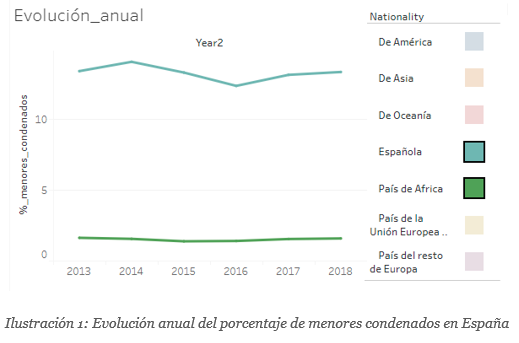 Evolución_anual
Year2
%_menores_condenados
10
5
0
2013 2014 2015 2016 2017 2018
Nationality
De América
De Asia
De Oceanía
Española
País de Africa
País de la
Unión Europea ..
País del resto
de Europa
Ilustración 1: Evolución anual del porcentaje de menores condenados en España